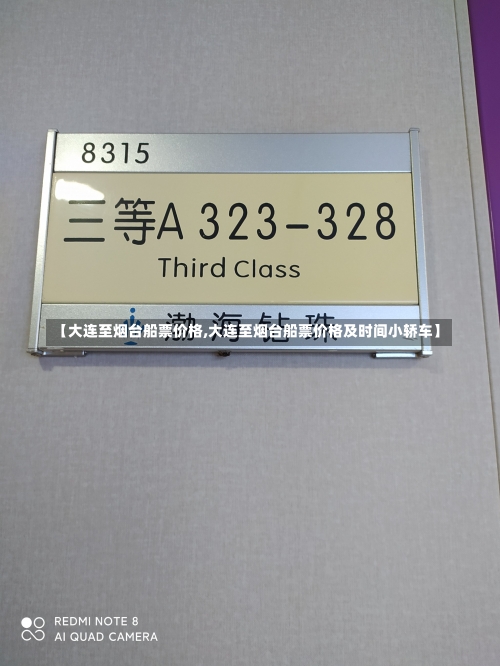 8315
三等A 323-328
Third Class
渤海钻珠
【大连至烟台船票价格,大连至烟台船票价格及时间小轿车】
REDMI NOTE 8
AI QUAD CAMERA